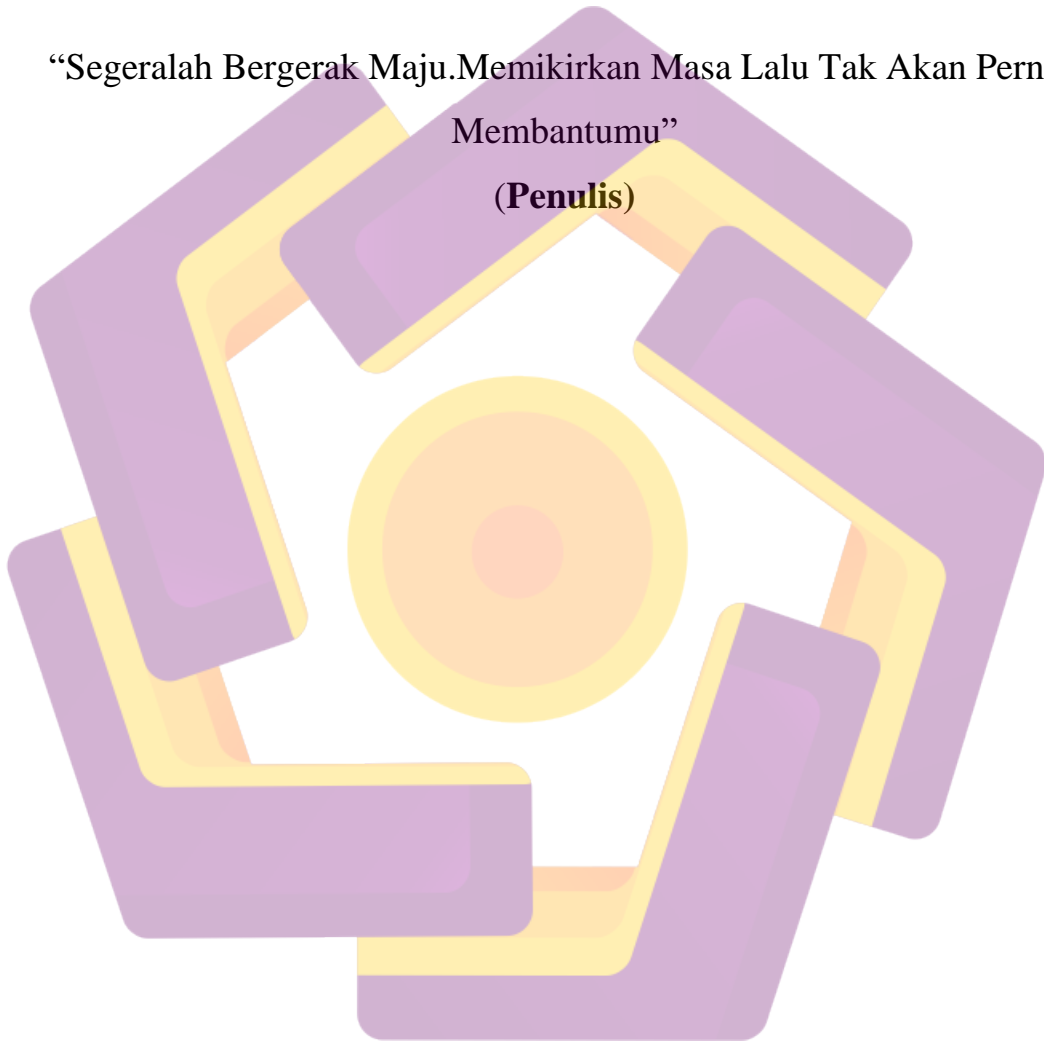 “Segeralah Bergerak Maju.Memikirkan Masa Lalu Tak Akan Pern
Membantumu”
(Penulis)